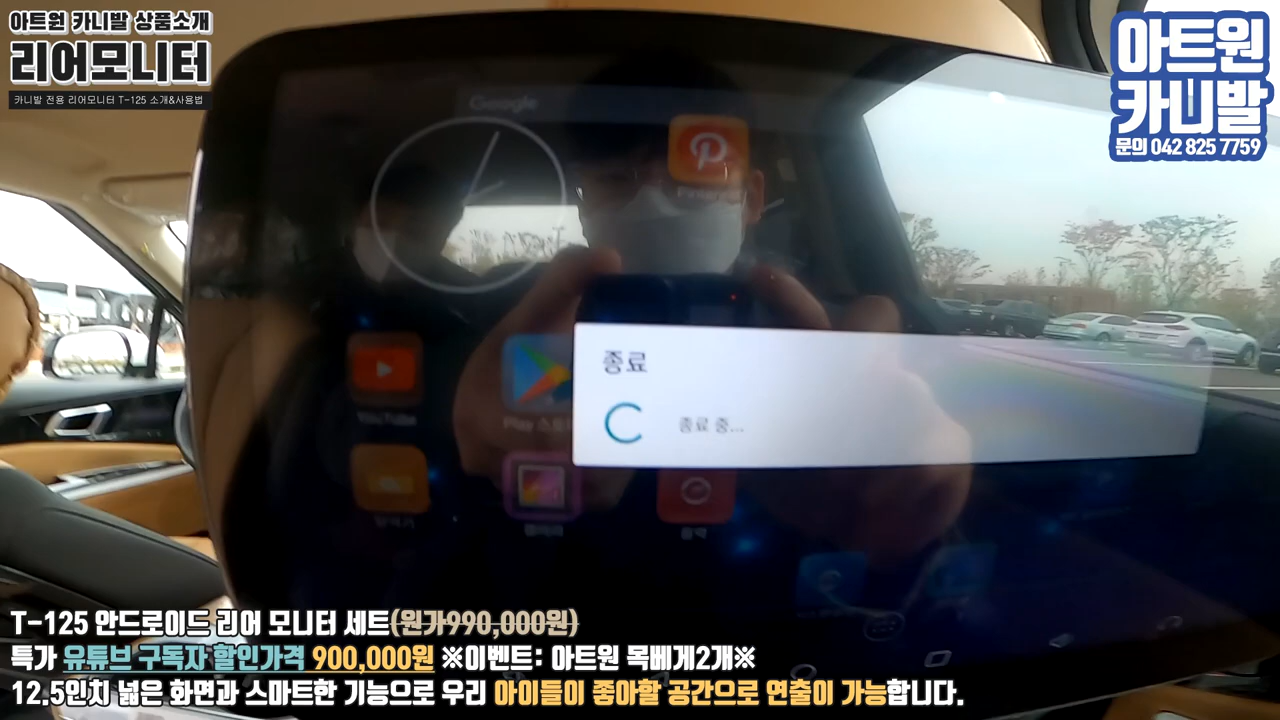 아트원 카니발 상품소개
리어모니터
카니발 전용 리어모니터 T-125 소개&사용법
아트원
카니발
문의 042 825 7759
Google
Pinterest
YouTube
Play 스토어
종료
종료 중...
T-125 안드로이드 리어 모니터 세트(원가990,000원)
특가 유튜브 구독자 할인가격 900,000원 ※이벤트: 아트원 목베게2개※
12.5인치 넓은 화면과 스마트한 기능으로 우리 아이들이 좋아할 공간으로 연출이 가능합니다.